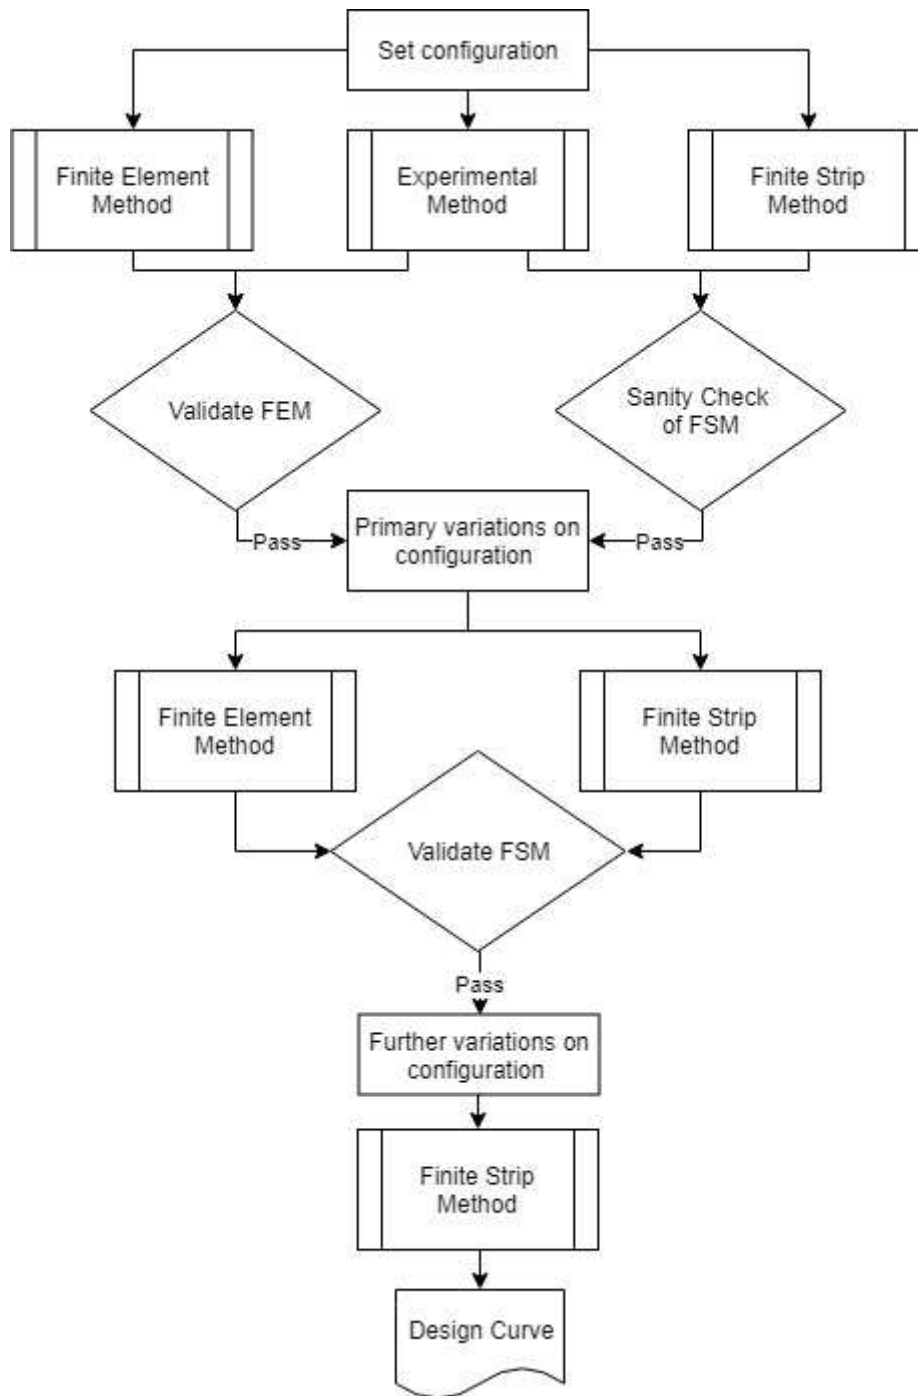 Set configuration
Finite Element
Method
Experimental
Method
Finite Strip
Method
Validate FEM
Sanity Check
of FSM
Pass
Primary variations on
configuration
Pass
Finite Element
Method
Finite Strip
Method
Validate FSM
Pass
Further variations on
configuration
Finite Strip
Method
Design Curve